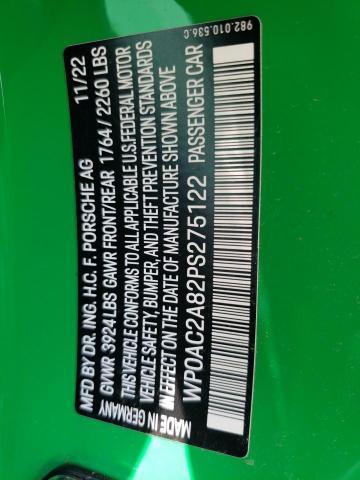 982.010.536.C
11/22
MFD BY DR. ING. H.C. F. PORSCHE AG
GVWR 3924LBS GAWR FRONT/REAR 1764/2260 LBS
THIS VEHICLE CONFORMS TO ALL APPLICABLE U.S. FEDERAL MOTOR
VEHICLE SAFETY, BUMPER, AND THEFT PREVENTION STANDARDS
IN EFFECT ON THE DATE OF MANUFACTURE SHOWN ABOVE
WP0AC2A82PS275122 PASSENGER CAR
MADE IN GERMANY